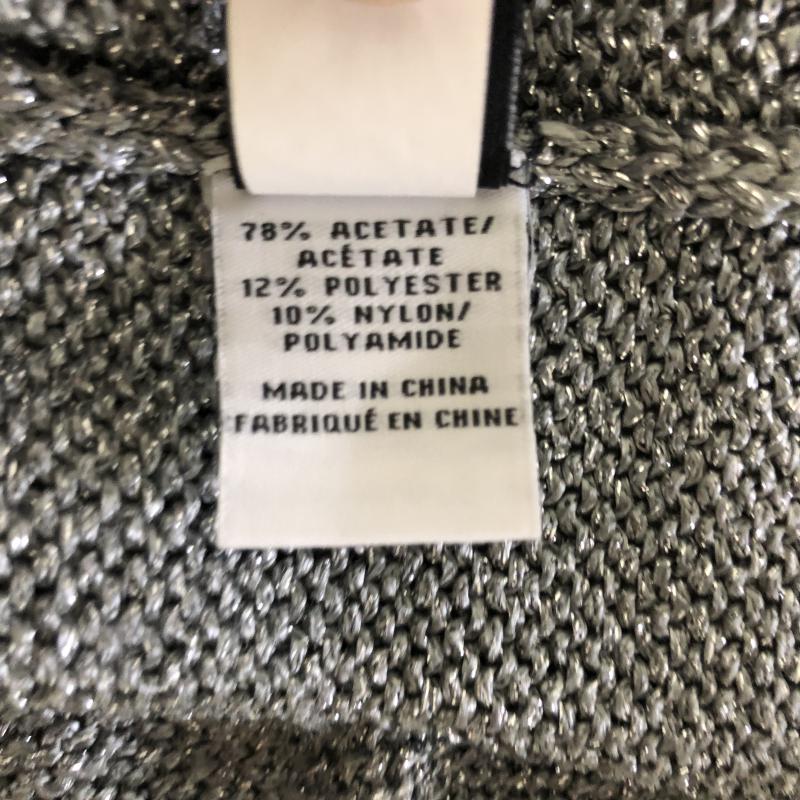 78% ACETATE/
ACÉTATE
12% POLYESTER
10% NYLON/
POLYAMIDE
MADE IN CHINA
FABRIQUÉ EN CHINE